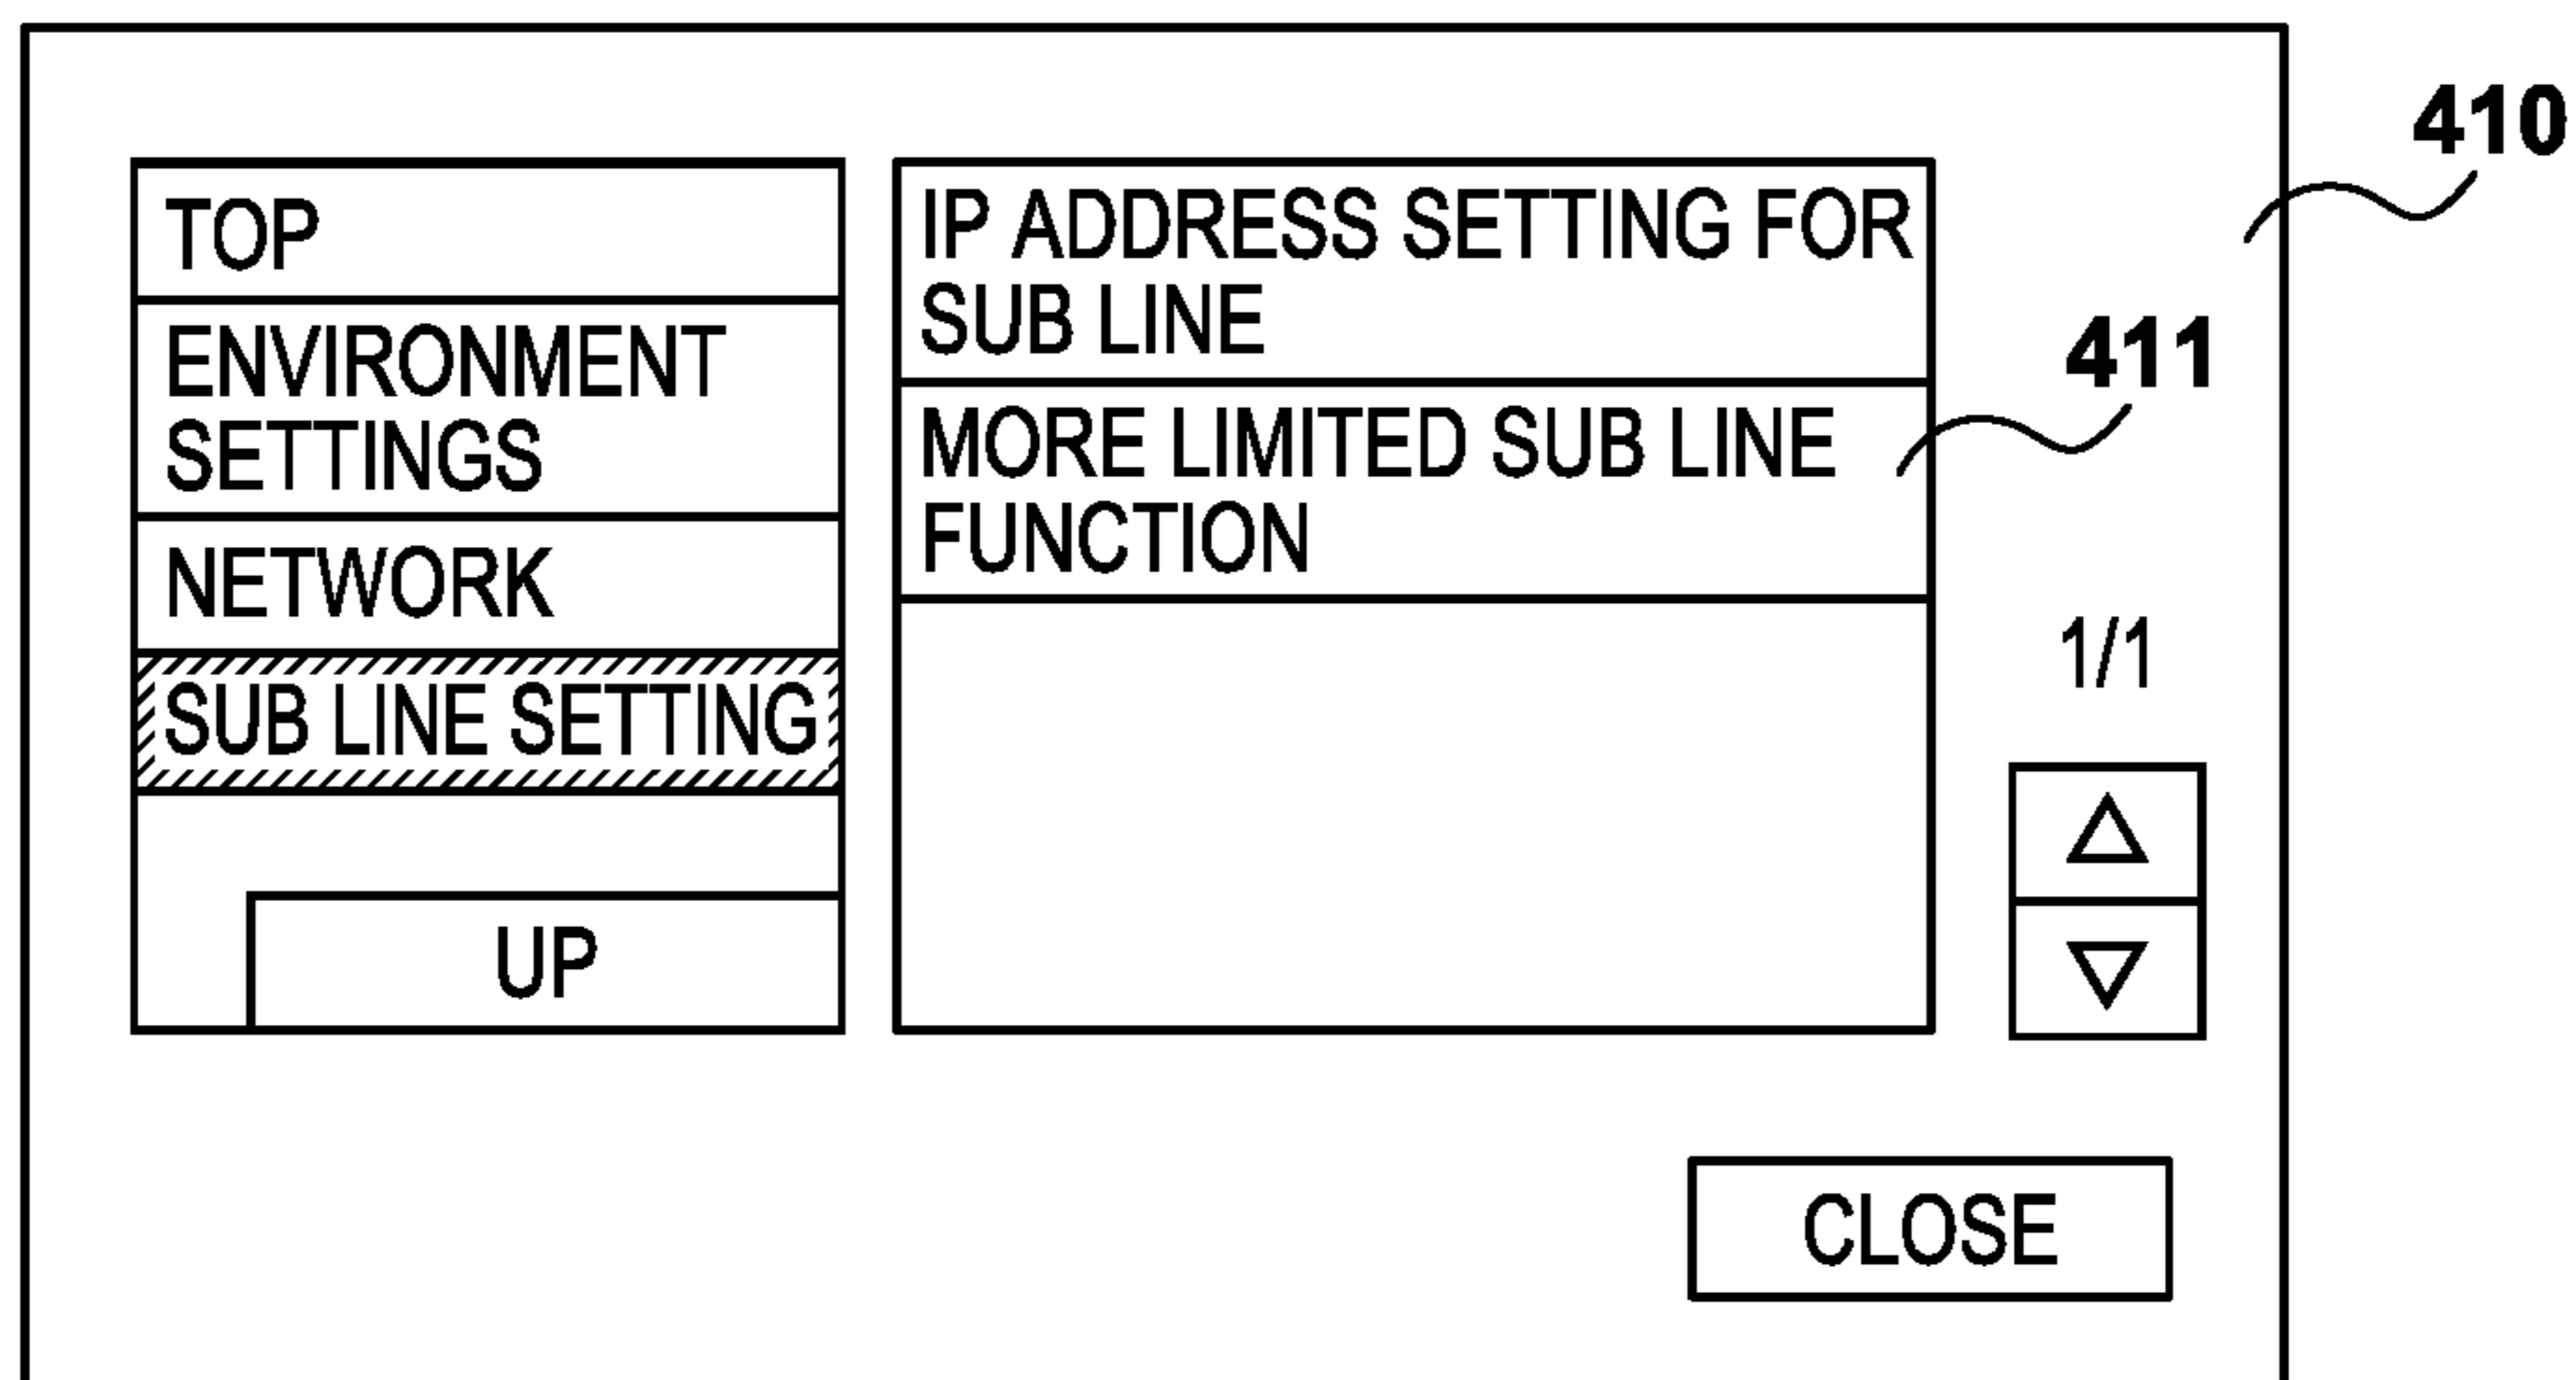 410
TOP
ENVIRONMENT
SETTINGS
NETWORK
SUB LINE SETTING
UP
IP ADDRESS SETTING FOR
SUB LINE
MORE LIMITED SUB LINE
FUNCTION
411
1/1
CLOSE